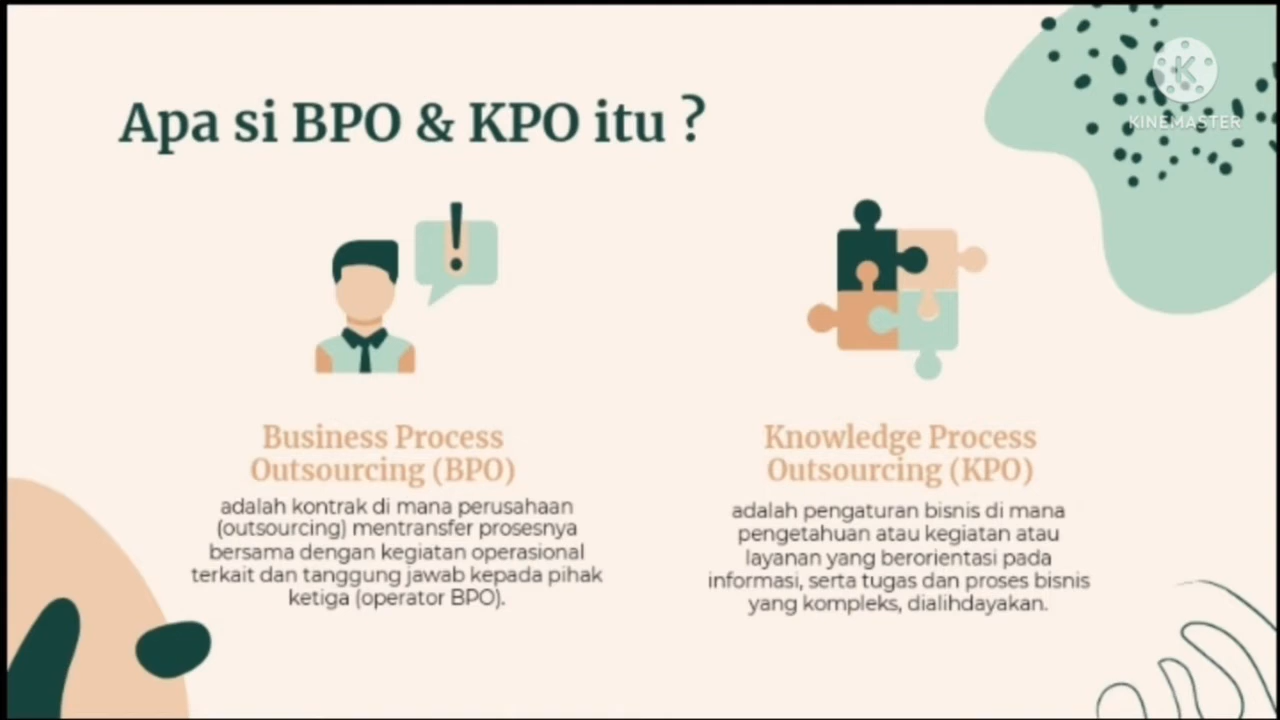 Apa si BPO & KPO itu ?
K
KINEMASTER
!
Business Process
Outsourcing (BPO)
adalah kontrak di mana perusahaan
(outsourcing) mentransfer prosesnya
bersama dengan kegiatan operasional
terkait dan tanggung jawab kepada pihak
ketiga (operator BPO).
Knowledge Process
Outsourcing (KPO)
adalah pengaturan bisnis di mana
pengetahuan atau kegiatan atau
layanan yang berorientasi pada
informasi, serta tugas dan proses bisnis
yang kompleks, dialihdayakan.